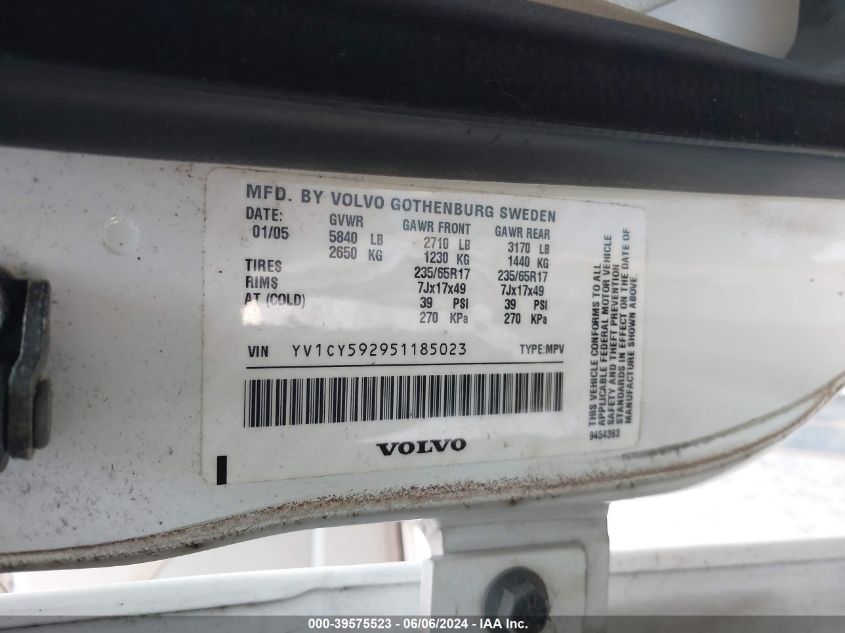 MFD. BY VOLVO GOTHENBURG SWEDEN
DATE: GVWR GAWR FRONT GAWR REAR
01/05 5840 LB 2710 LB 3170 LB
2650 KG 1230 KG 1440 KG
TIRES 235/65R17 235/65R17
RIMS 7Jx17x49 7Jx17x49
AT (COLD) 39 PSI 39 PSI
270 KPa 270 KPa
VIN YV1CY592951185023 TYPE:MPV
VOLVO
THIS VEHICLE CONFORMS TO ALL
APPLICABLE FEDERAL MOTOR VEHICLE
SAFETY AND THEFT PREVENTION
STANDARDS IN EFFECT ON THE DATE OF
MANUFACTURE SHOWN ABOVE.
9454363
000-39575523 - 06/06/2024 - IAA Inc.